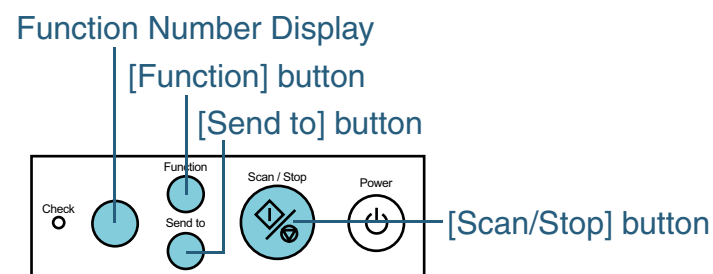 Function Number Display
[Function] button
[Send to] button
Function
Scan / Stop
Power
Check
Send to
[Scan/Stop] button